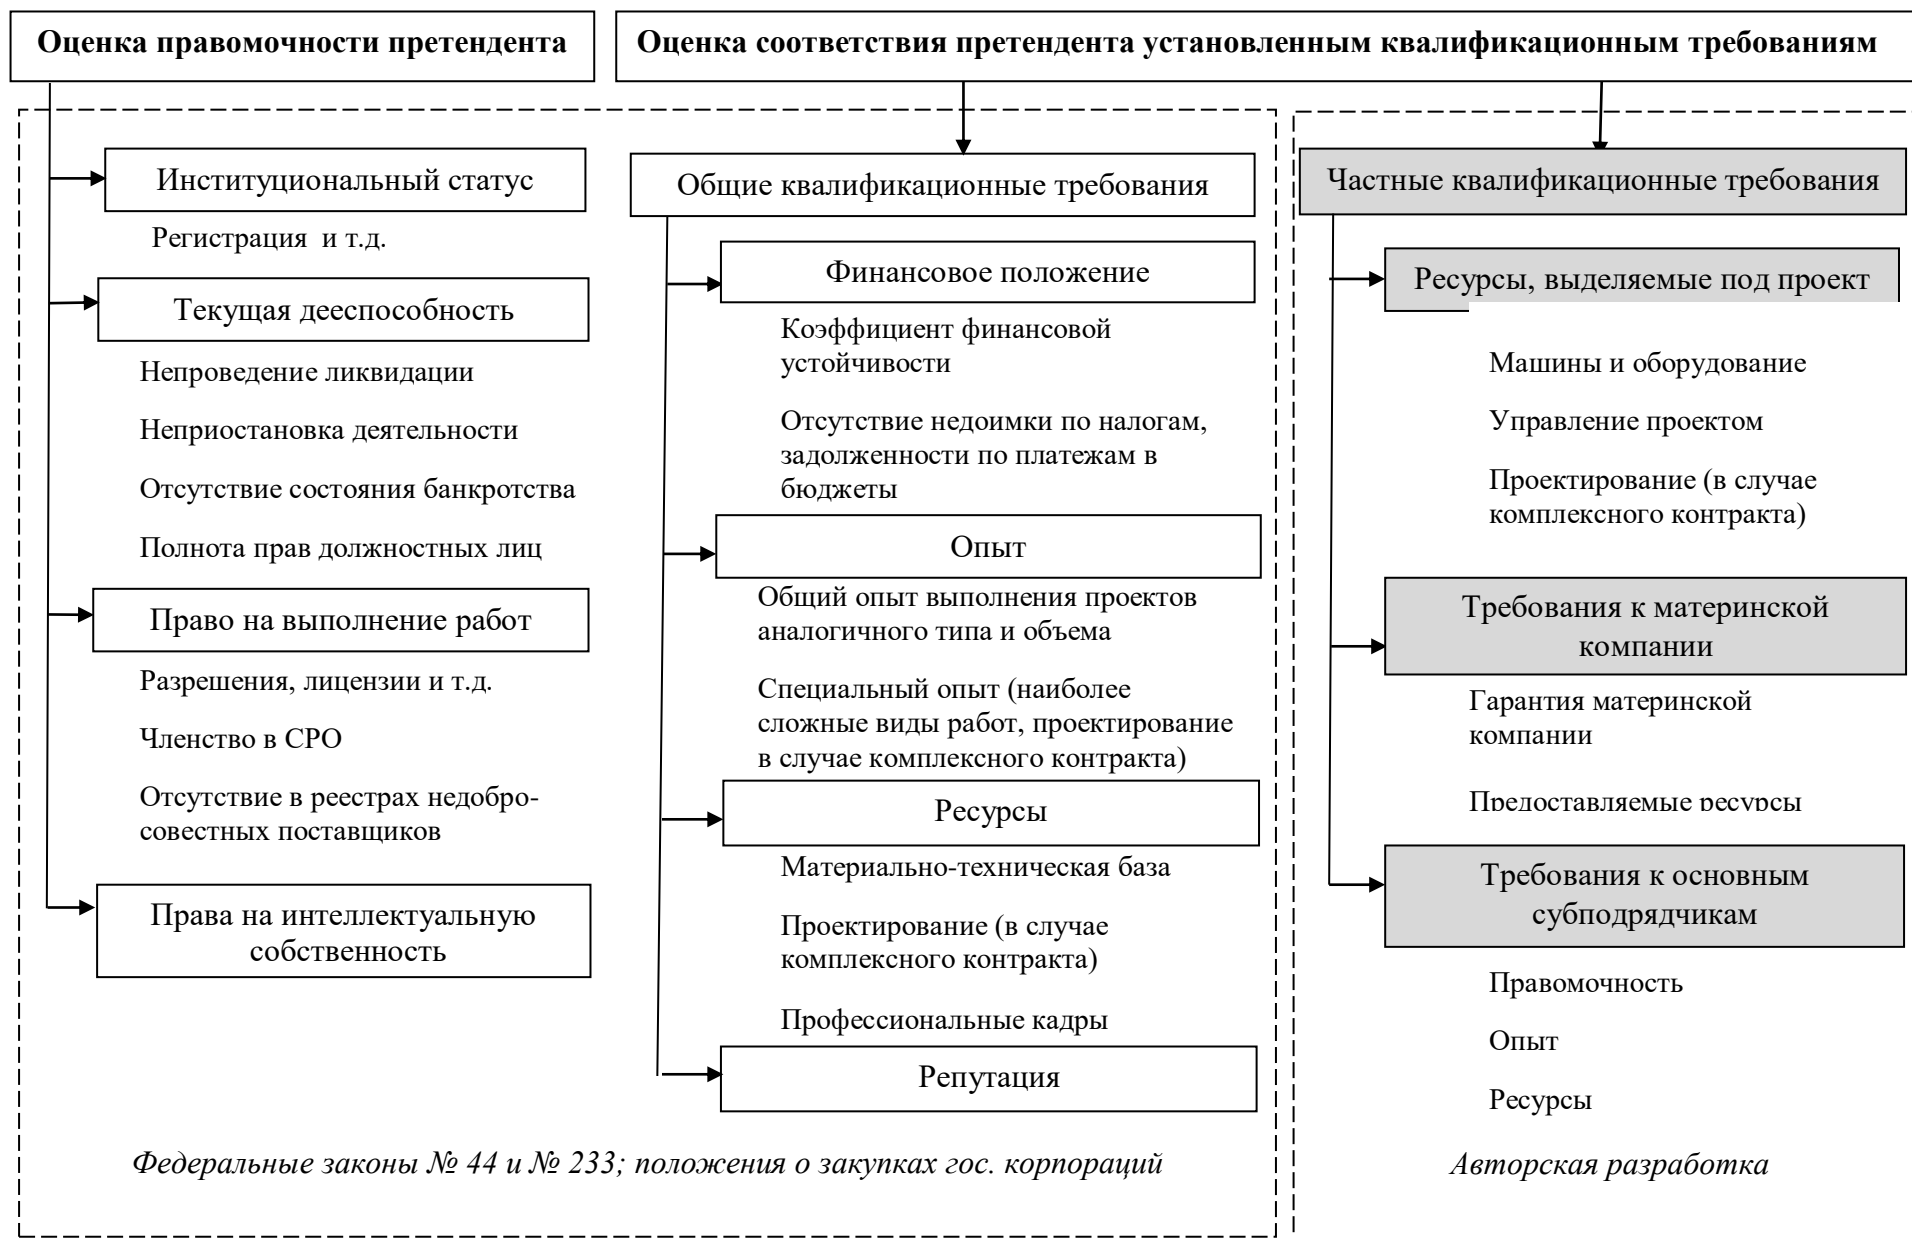 Оценка правомочности претендента
Оценка соответствия претендента установленным квалификационным требованиям
Институциональный статус
Регистрация и т.д.
Текущая дееспособность
Непроведение ликвидации
Неприостановка деятельности
Отсутствие состояния банкротства
Полнота прав должностных лиц
Право на выполнение работ
Разрешения, лицензии и т.д.
Членство в СРО
Отсутствие в реестрах недобро-
совестных поставщиков
Права на интеллектуальную
собственность
Общие квалификационные требования
Финансовое положение
Коэффициент финансовой
устойчивости
Отсутствие недоимки по налогам,
задолженности по платежам в
бюджеты
Опыт
Общий опыт выполнения проектов
аналогичного типа и объема
Специальный опыт (наиболее
сложные виды работ, проектирование
в случае комплексного контракта)
Ресурсы
Материально-техническая база
Проектирование (в случае
комплексного контракта)
Профессиональные кадры
Репутация
Федеральные законы № 44 и № 233; положения о закупках гос. корпораций
Частные квалификационные требования
Ресурсы, выделяемые под проект
Машины и оборудование
Управление проектом
Проектирование (в случае
комплексного контракта)
Требования к материнской
компании
Гарантия материнской
компании
Предоставляемые ресурсы
Требования к основным
субподрядчикам
Правомочность
Опыт
Ресурсы
Авторская разработка